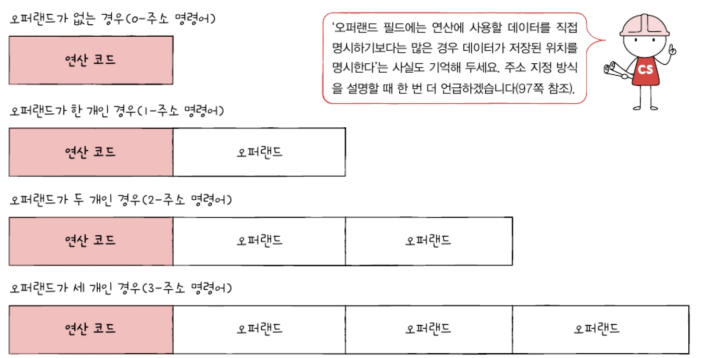 오퍼랜드가 없는 경우(0-주소 명령어)
연산 코드
'오퍼랜드 필드에는 연산에 사용할 데이터를 직접
명시하기보다는 많은 경우 데이터가 저장된 위치를
명시한다'는 사실도 기억해 두세요. 주소 지정 방식
을 설명할 때 한 번 더 언급하겠습니다(97쪽 참조).
CS
오퍼랜드가 한 개인 경우(1-주소 명령어)
연산 코드 오퍼랜드
오퍼랜드가 두 개인 경우(2-주소 명령어)
연산 코드 오퍼랜드 오퍼랜드
오퍼랜드가 세 개인 경우(3-주소 명령어)
연산 코드 오퍼랜드 오퍼랜드 오퍼랜드